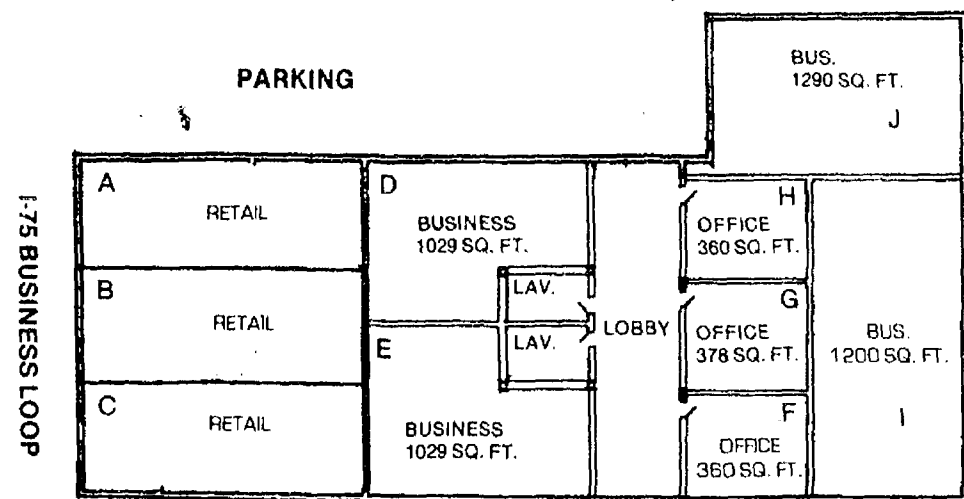 PARKING
BUS.
1290 SQ. FT.
J
I-75 BUSINESS LOOP
A
RETAIL
B
RETAIL
C
RETAIL
D
BUSINESS
1029 SQ. FT.
LAV.
LAV.
E
BUSINESS
1029 SQ. FT.
LOBBY
H
OFFICE
360 SQ. FT.
G
OFFICE
378 SQ. FT.
F
OFFICE
360 SQ. FT.
BUS.
1200 SQ. FT.
I